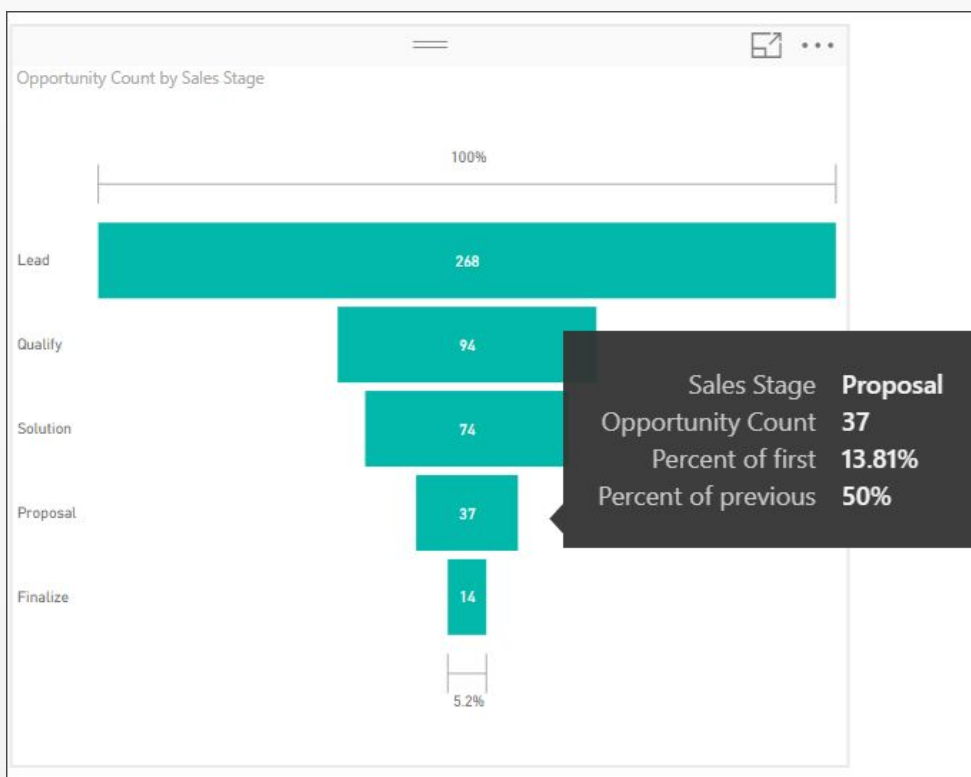 Opportunity Count by Sales Stage
100%
Lead 268
Qualify 94
Solution 74
Proposal 37
Finalize 14
5.2%
Sales Stage Proposal
Opportunity Count 37
Percent of first 13.81%
Percent of previous 50%